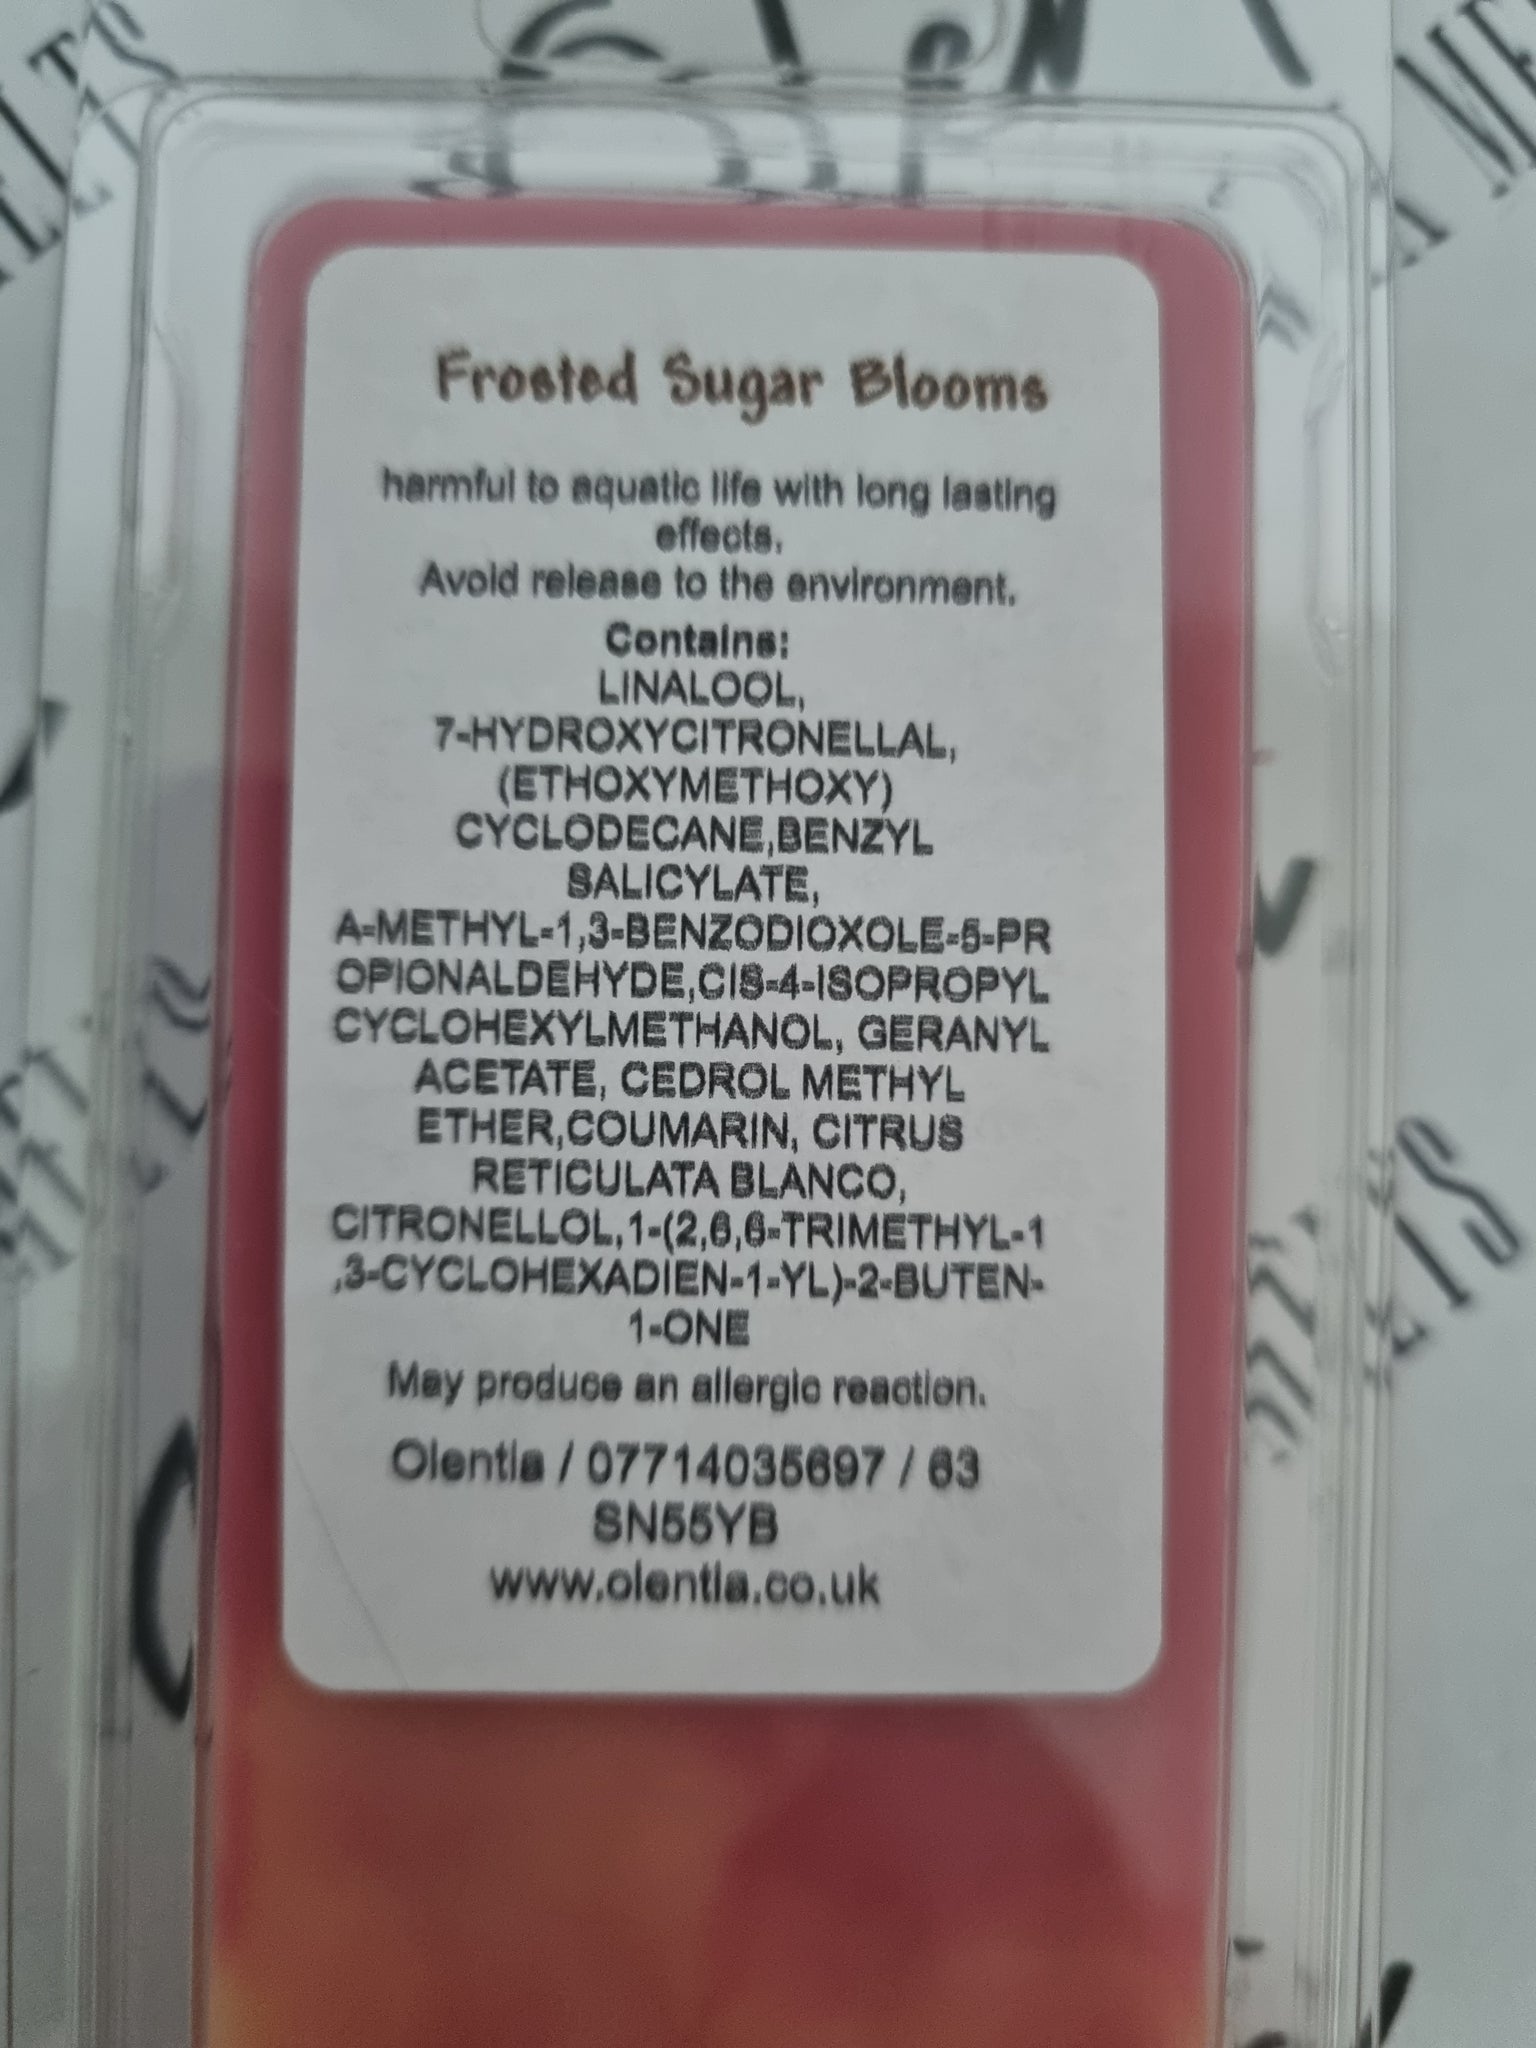 Frosted Sugar Blooms
harmful to aquatic life with long lasting
effects.
Avoid release to the environment.
Contains:
LINALOOL,
7-HYDROXYCITRONELLAL,
(ETHOXYMETHOXY)
CYCLODECANE,BENZYL
SALICYLATE,
A-METHYL-1,3-BENZODIOXOLE-5-PR
OPIONALDEHYDE,CIS-4-ISOPROPYL
CYCLOHEXYLMETHANOL, GERANYL
ACETATE, CEDROL METHYL
ETHER,COUMARIN, CITRUS
RETICULATA BLANCO,
CITRONELLOL,1-(2,6,6-TRIMETHYL-1
,3-CYCLOHEXADIEN-1-YL)-2-BUTEN-
1-ONE
May produce an allergic reaction.
Olentia / 07714035697 / 63
SN55YB
www.olentia.co.uk